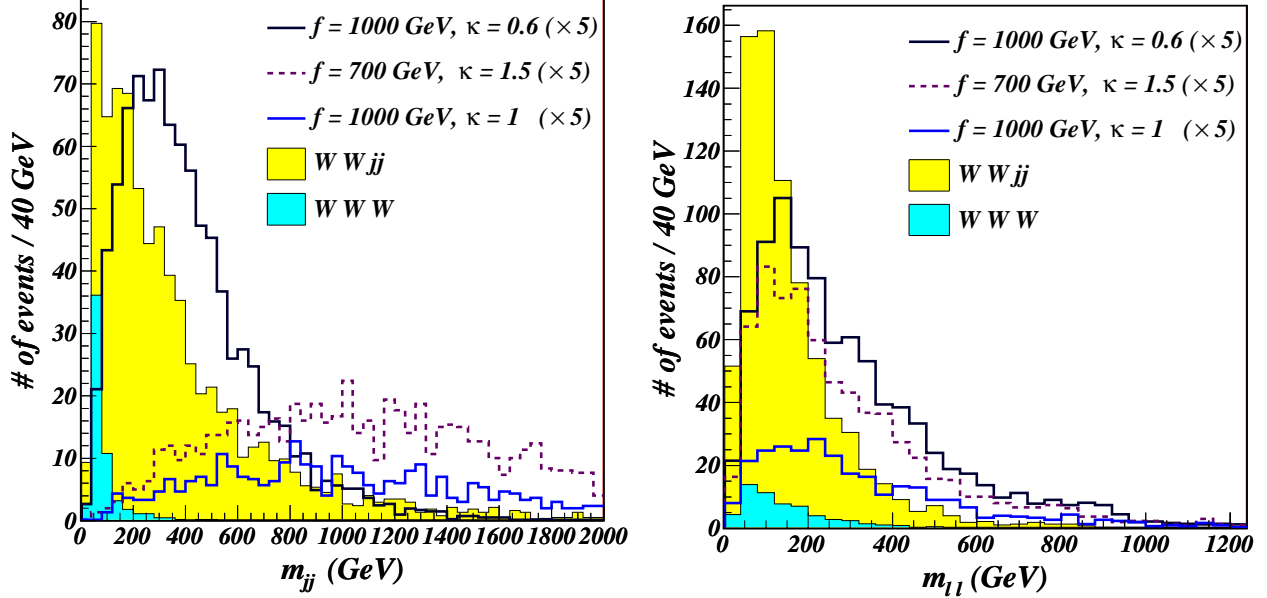 f = 1000 GeV, κ = 0.6 (× 5)
f = 700 GeV, κ = 1.5 (× 5)
f = 1000 GeV, κ = 1 (× 5)
W W jj
W W W
# of events / 40 GeV
80
70
60
50
40
30
20
10
0
0 200 400 600 800 1000 1200 1400 1600 1800 2000
m_jj (GeV)
f = 1000 GeV, κ = 0.6 (× 5)
f = 700 GeV, κ = 1.5 (× 5)
f = 1000 GeV, κ = 1 (× 5)
W W jj
W W W
# of events / 40 GeV
160
140
120
100
80
60
40
20
0
0 200 400 600 800 1000 1200
m_ll (GeV)